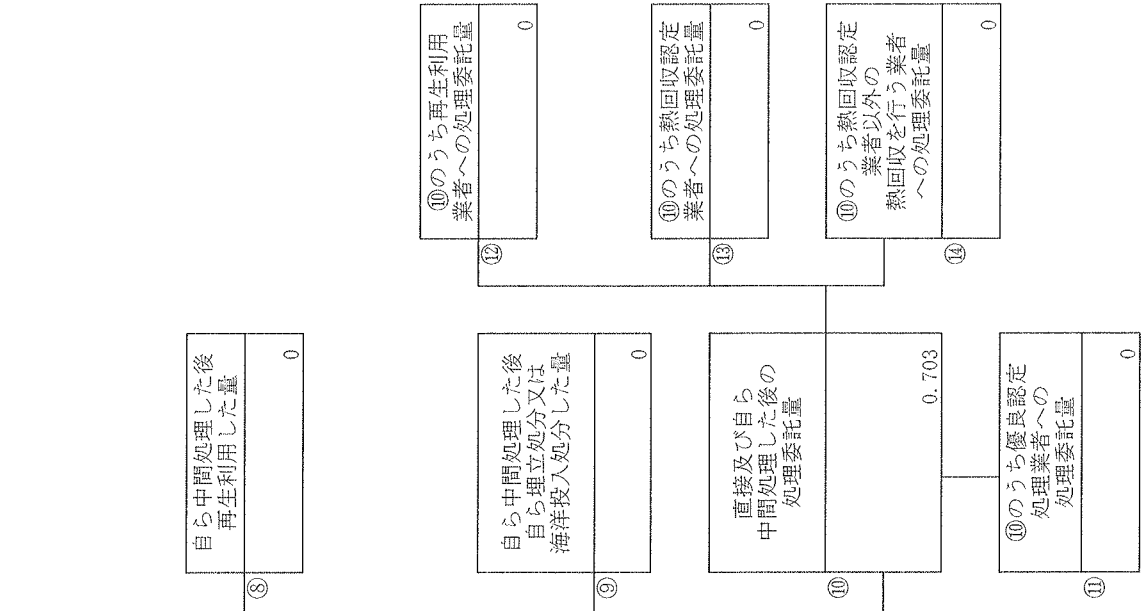 ⑧
自ら中間処理した後
再生利用した量
0
⑨
自ら中間処理した後
自ら埋立処分又は
海洋投入処分した量
0
⑩
直接及び自ら
中間処理した後の
処理委託量
0.703
⑪
⑩のうち優良認定
処理業者への
処理委託量
0
⑫
⑩のうち再生利用
業者への処理委託量
0
⑬
⑩のうち熱回収認定
業者への処理委託量
0
⑭
⑩のうち熱回収認定
業者以外の
熱回収を行う業者
への処理委託量
0